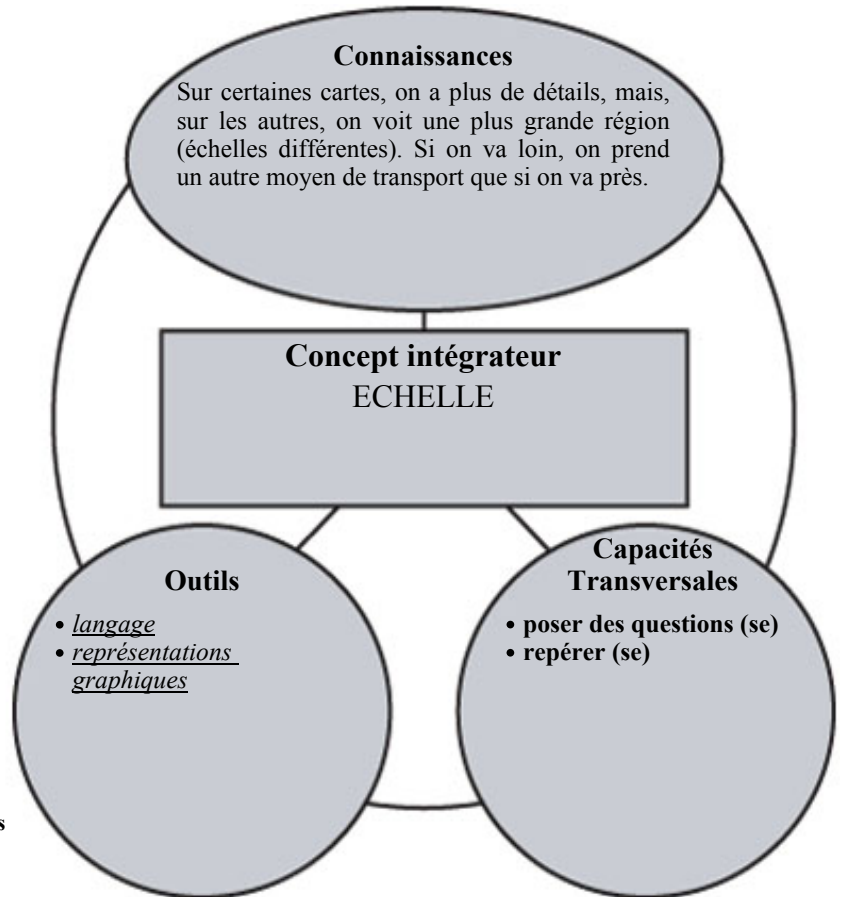 Connaissances
Sur certaines cartes, on a plus de détails, mais,
sur les autres, on voit une plus grande région
(échelles différentes). Si on va loin, on prend
un autre moyen de transport que si on va près.
Concept intégrateur
ECHELLE
Outils
• langage
• représentations
graphiques
Capacités
Transversales
• poser des questions (se)
• repérer (se)
s